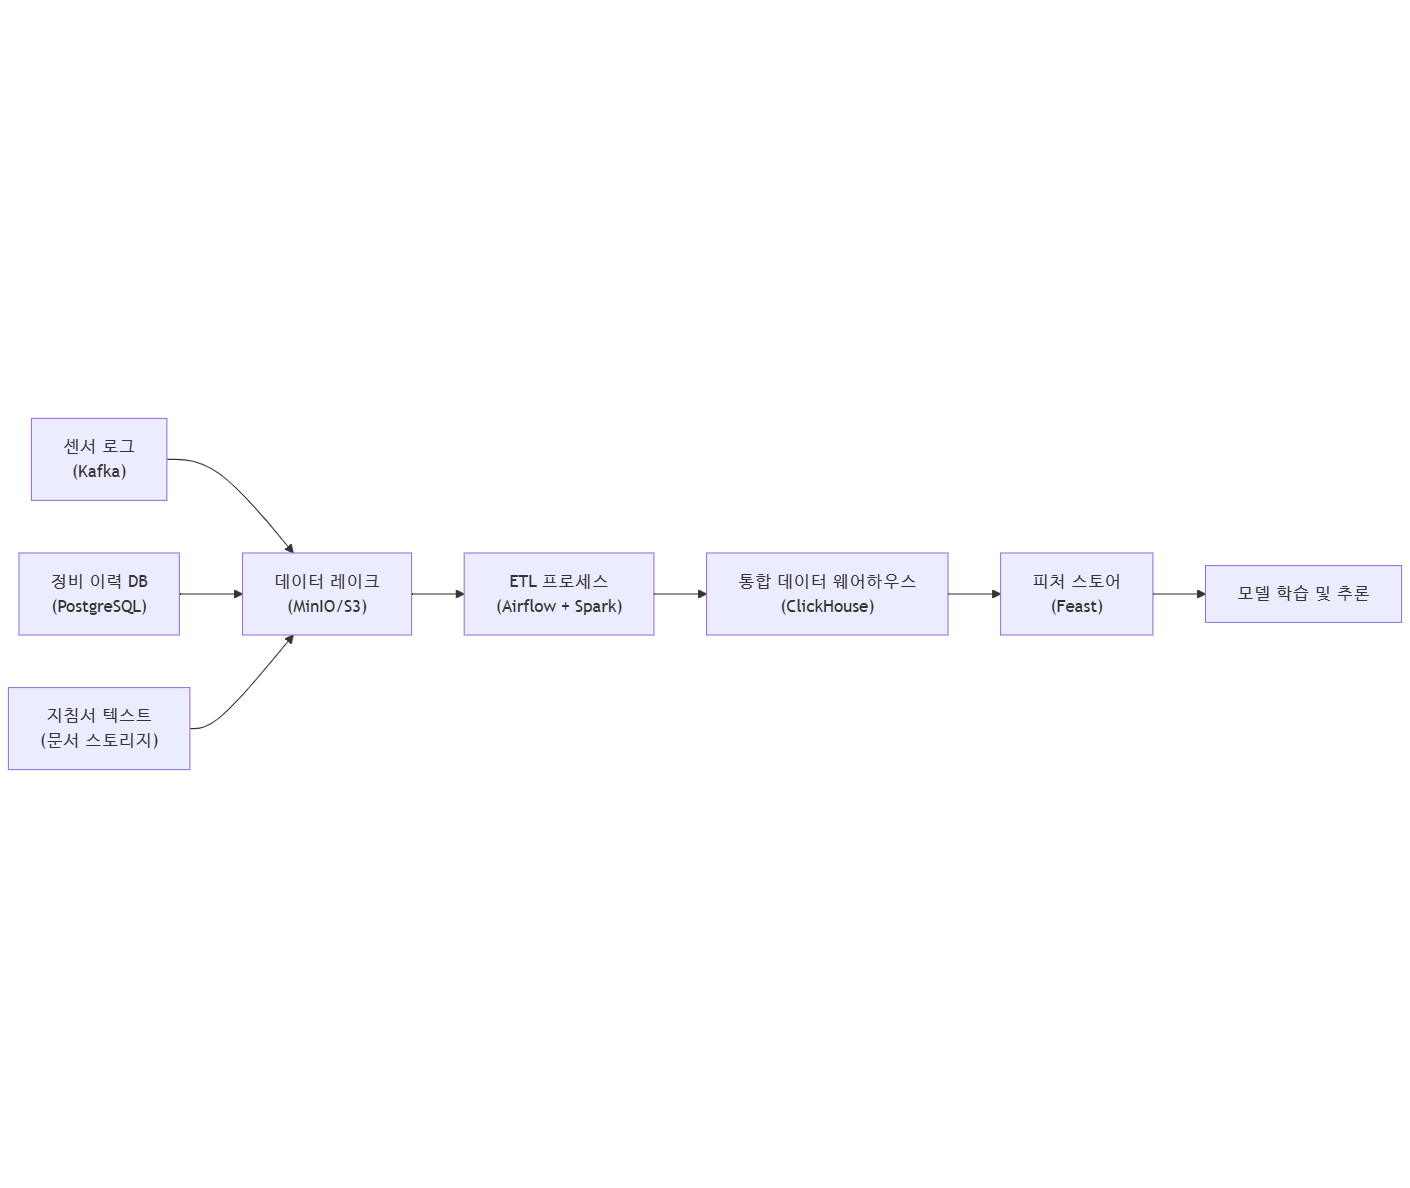 센서 로그
(Kafka)
정비 이력 DB
(PostgreSQL)
지침서 텍스트
(문서 스토리지)
데이터 레이크
(MinIO/S3)
ETL 프로세스
(Airflow + Spark)
통합 데이터 웨어하우스
(ClickHouse)
피처 스토어
(Feast)
모델 학습 및 추론